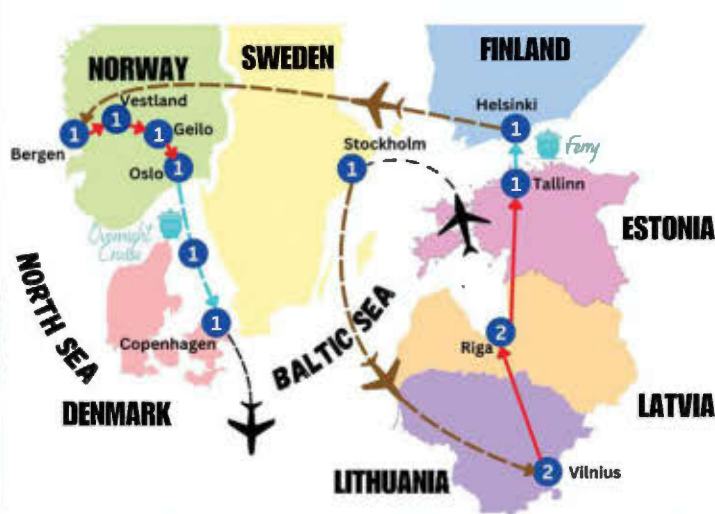 SWEDEN
FINLAND
NORWAY
Vestland
Helsinki
1
1
1
Geilo
1
Ferry
Bergen
Stockholm
Oslo
1
1
1
Tallinn
ESTONIA
Overnight
Cruise
1
NORTH SEA
BALTIC SEA
1
2
Copenhagen
Riga
DENMARK
LATVIA
LITHUANIA
2
Vilnius